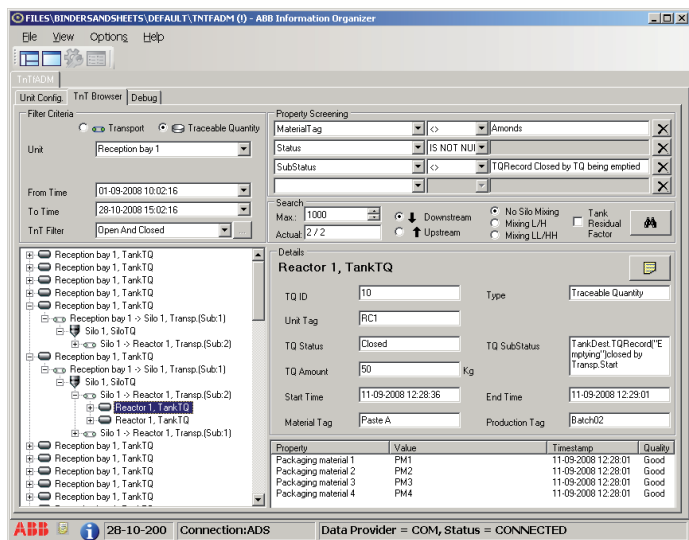 FILES\BINDERSANDSHEETS\DEFAULT\TNTFADM (!) - ABB Information Organizer
File View Options Help
TnTfADM
Unit Config. TnT Browser Debug
Filter Criteria
Transport Traceable Quantity
Unit Reception bay 1
From Time 01-09-2008 10:02:16
To Time 28-10-2008 15:02:16
TnT Filter Open And Closed ...
Property Screening
MaterialTag <> Amonds
Status IS NOT NUI
SubStatus <> TQRecord Closed by TQ being emptied
Search
Max.: 1000 Downstream No Silo Mixing Tank
Mixing L/H Residual
Actual: 2 / 2 Upstream Mixing LL/HH Factor
Reception bay 1, TankTQ
Reception bay 1, TankTQ
Reception bay 1, TankTQ
Reception bay 1, TankTQ
Reception bay 1, TankTQ
Reception bay 1 -> Silo 1, Transp.(Sub:1)
Silo 1, SiloTQ
Silo 1 -> Reactor 1, Transp.(Sub:2)
Reception bay 1, TankTQ
Reception bay 1 -> Silo 1, Transp.(Sub:1)
Silo 1, SiloTQ
Silo 1 -> Reactor 1, Transp.(Sub:2)
Reactor 1, TankTQ
Reactor 1, TankTQ
Silo 1 -> Reactor 1, Transp.(Sub:1)
Reception bay 1, TankTQ
Reception bay 1, TankTQ
Reception bay 1, TankTQ
Reception bay 1, TankTQ
Reception bay 1, TankTQ
Details
Reactor 1, TankTQ
TQ ID 10 Type Traceable Quantity
Unit Tag RC1
TQ Status Closed TQ SubStatus TankDest.TQRecord("E
mptying")closed by
Transp.Start
TQ Amount 50 Kg
Start Time 11-09-2008 12:28:36 End Time 11-09-2008 12:29:01
Material Tag Paste A Production Tag Batch02
Property Value Timestamp Quality
Packaging material 1 PM1 11-09-2008 12:28:01 Good
Packaging material 2 PM2 11-09-2008 12:28:01 Good
Packaging material 3 PM3 11-09-2008 12:28:01 Good
Packaging material 4 PM4 11-09-2008 12:28:01 Good
ABB 28-10-200 Connection:ADS Data Provider = COM, Status = CONNECTED